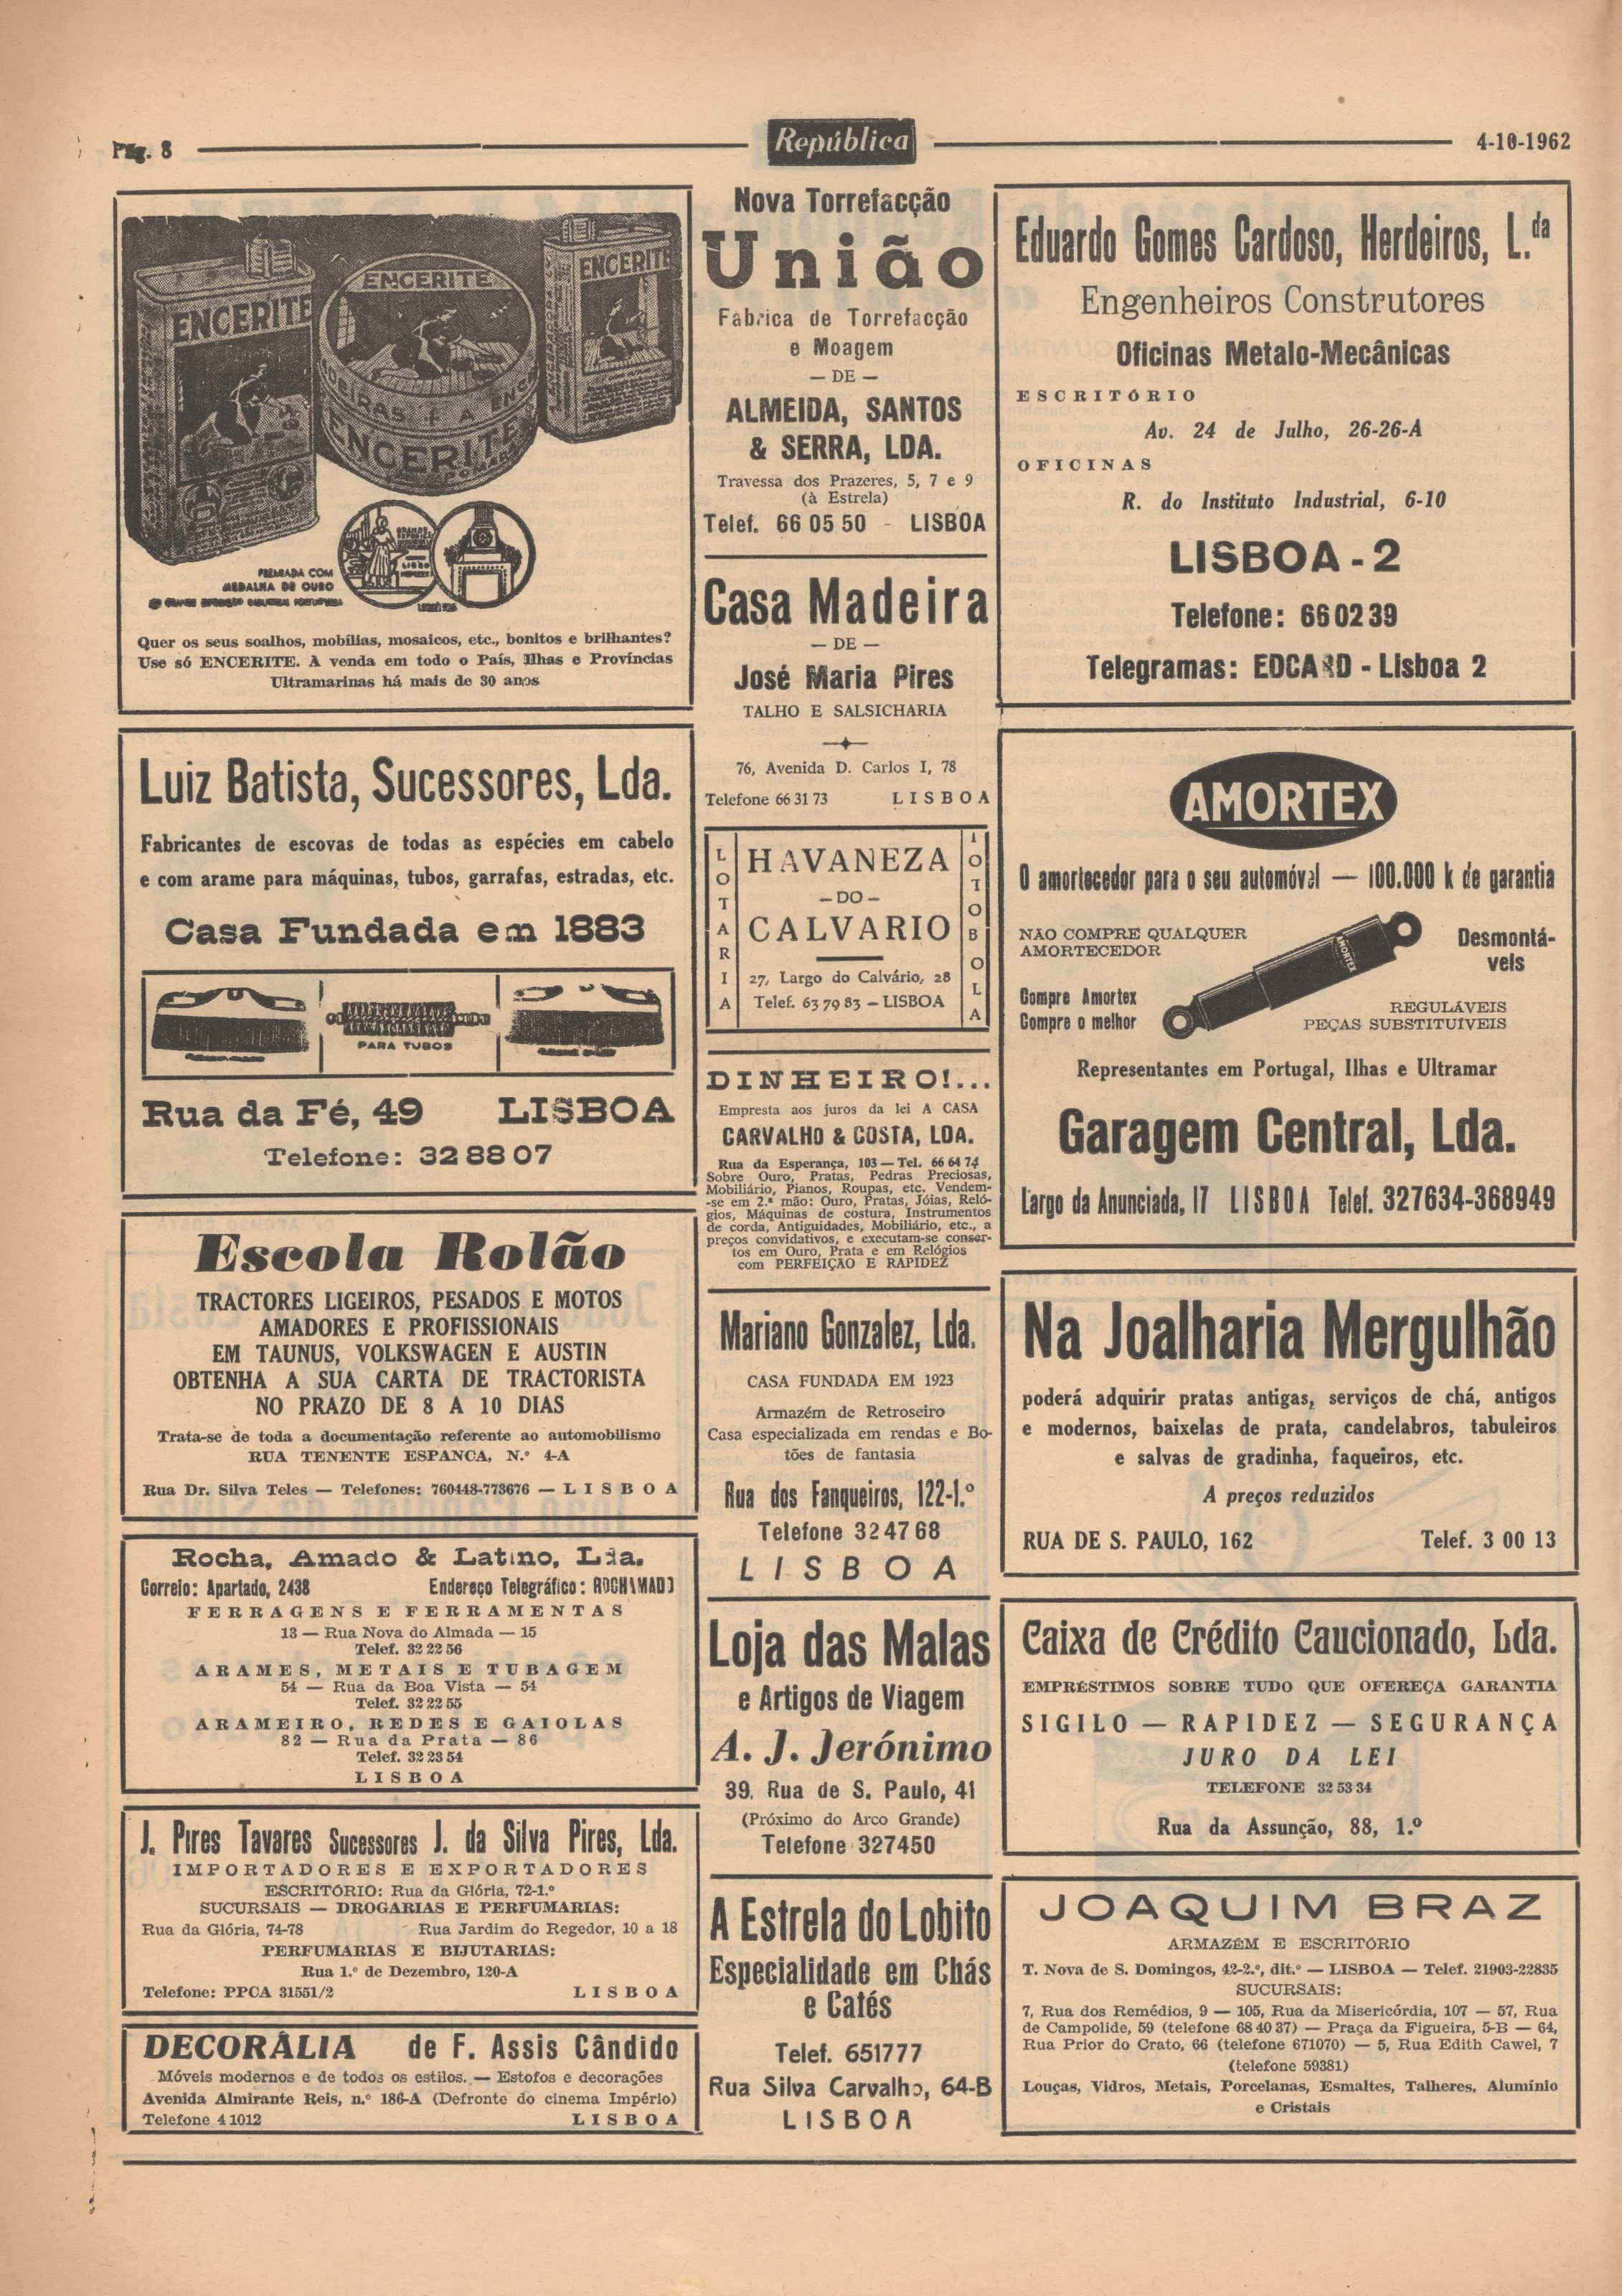 Pág. 8
República
4-10-1962
ENCERITE
ENCERITE
ENCERITE
ENCERITE
PREMIADA COM
MEDALHA DE OURO
Quer os seus soalhos, mobílias, mosaicos, etc., bonitos e brilhantes?
Use só ENCERITE. A venda em todo o País, Ilhas e Províncias
Ultramarinas há mais de 30 anos
Luiz Batista, Sucessores, Lda.
Fabricantes de escovas de todas as espécies em cabelo
e com arame para máquinas, tubos, garrafas, estradas, etc.
Casa Fundada em 1883
PARA TUBOS
Rua da Fé, 49 LISBOA
Telefone: 32 88 07
Escola Rolão
TRACTORES LIGEIROS, PESADOS E MOTOS
AMADORES E PROFISSIONAIS
EM TAUNUS, VOLKSWAGEN E AUSTIN
OBTENHA A SUA CARTA DE TRACTORISTA
NO PRAZO DE 8 A 10 DIAS
Trata-se de toda a documentação referente ao automobilismo
RUA TENENTE ESPANCA, N.º 4-A
Rua Dr. Silva Teles — Telefones: 760448-773676 — LISBOA
Rocha, Amado & Latino, Lda.
Correio: Apartado, 2438 Endereço Telegráfico: ROCHAMADO
FERRAGENS E FERRAMENTAS
13 — Rua Nova do Almada — 15
Telef. 32 22 56
ARAMES, METAIS E TUBAGEM
54 — Rua da Boa Vista — 54
Telef. 32 22 55
ARAMEIRO, REDES E GAIOLAS
82 — Rua da Prata — 86
Telef. 32 23 54
LISBOA
J. Pires Tavares Sucessores J. da Silva Pires, Lda.
IMPORTADORES E EXPORTADORES
ESCRITÓRIO: Rua da Glória, 72-1.º
SUCURSAIS — DROGARIAS E PERFUMARIAS:
Rua da Glória, 74-78 Rua Jardim do Regedor, 10 a 18
PERFUMARIAS E BIJUTARIAS:
Rua 1.º de Dezembro, 120-A
Telefone: PPCA 31551/2 LISBOA
DECORÁLIA de F. Assis Cândido
Móveis modernos e de todos os estilos. — Estofos e decorações
Avenida Almirante Reis, n.º 186-A (Defronte do cinema Império)
Telefone 4 1012 LISBOA
Nova Torrefacção
União
Fábrica de Torrefacção
e Moagem
— DE —
ALMEIDA, SANTOS
& SERRA, LDA.
Travessa dos Prazeres, 5, 7 e 9
(à Estrela)
Telef. 66 05 50 - LISBOA
Casa Madeira
— DE —
José Maria Pires
TALHO E SALSICHARIA
76, Avenida D. Carlos I, 78
Telefone 66 31 73 LISBOA
LOTARIA
HAVANEZA
— DO —
CALVARIO
27, Largo do Calvário, 28
Telef. 63 79 83 — LISBOA
TOTOBOLA
DINHEIRO!...
Empresta aos juros da lei A CASA
CARVALHO & COSTA, LDA.
Rua da Esperança, 103 — Tel. 66 64 74
Sobre Ouro, Pratas, Pedras Preciosas,
Mobiliário, Pianos, Roupas, etc. Vendem-
-se em 2.ª mão: Ouro, Pratas, Jóias, Reló-
gios, Máquinas de costura, Instrumentos
de corda, Antiguidades, Mobiliário, etc., a
preços convidativos, e executam-se conser-
tos em Ouro, Prata e em Relógios
com PERFEIÇÃO E RAPIDEZ
Mariano Gonzalez, Lda.
CASA FUNDADA EM 1923
Armazém de Retroseiro
Casa especializada em rendas e Bo-
tões de fantasia
Rua dos Fanqueiros, 122-1.º
Telefone 32 47 68
LISBOA
Loja das Malas
e Artigos de Viagem
A. J. Jerónimo
39, Rua de S. Paulo, 41
(Próximo do Arco Grande)
Telefone 327450
A Estrela do Lobito
Especialidade em Chás
e Cafés
Telef. 651777
Rua Silva Carvalho, 64-B
LISBOA
Eduardo Gomes Cardoso, Herdeiros, L.da
Engenheiros Construtores
Oficinas Metalo-Mecânicas
ESCRITÓRIO
Av. 24 de Julho, 26-26-A
OFICINAS
R. do Instituto Industrial, 6-10
LISBOA - 2
Telefone: 66 02 39
Telegramas: EDCARD - Lisboa 2
AMORTEX
O amortecedor para o seu automóvel — 100.000 k de garantia
NÃO COMPRE QUALQUER
AMORTECEDOR
Desmontá-
veis
AMORTEX
Compre Amortex
Compre o melhor
REGULÁVEIS
PEÇAS SUBSTITUÍVEIS
Representantes em Portugal, Ilhas e Ultramar
Garagem Central, Lda.
Largo da Anunciada, 17 LISBOA Telef. 327634-368949
Na Joalharia Mergulhão
poderá adquirir pratas antigas, serviços de chá, antigos
e modernos, baixelas de prata, candelabros, tabuleiros
e salvas de gradinha, faqueiros, etc.
A preços reduzidos
RUA DE S. PAULO, 162 Telef. 3 00 13
Caixa de Crédito Caucionado, Lda.
EMPRÉSTIMOS SOBRE TUDO QUE OFEREÇA GARANTIA
SIGILO — RAPIDEZ — SEGURANÇA
JURO DA LEI
TELEFONE 32 53 34
Rua da Assunção, 88, 1.º
JOAQUIM BRAZ
ARMAZÉM E ESCRITÓRIO
T. Nova de S. Domingos, 42-2.º, dit.º — LISBOA — Telef. 21903-22835
SUCURSAIS:
7, Rua dos Remédios, 9 — 105, Rua da Misericórdia, 107 — 57, Rua
de Campolide, 59 (telefone 68 40 37) — Praça da Figueira, 5-B — 64,
Rua Prior do Crato, 66 (telefone 671070) — 5, Rua Edith Cawel, 7
(telefone 59381)
Louças, Vidros, Metais, Porcelanas, Esmaltes, Talheres, Alumínio
e Cristais